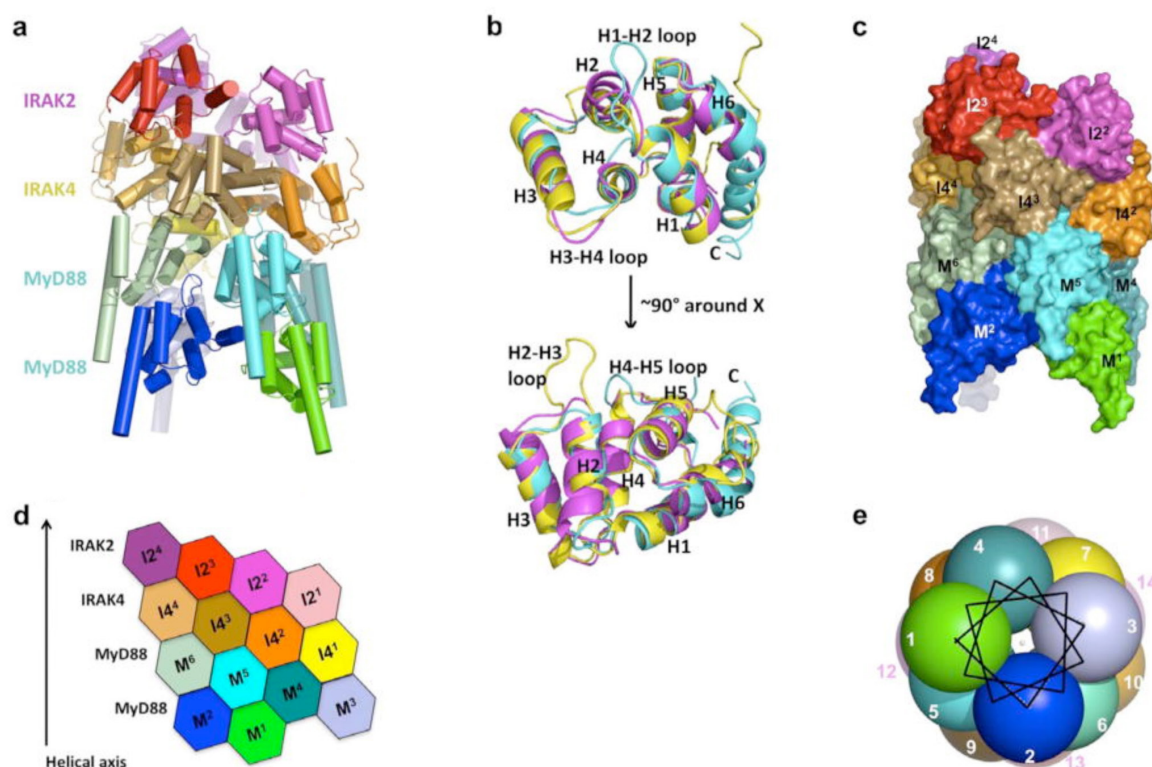 a
IRAK2
IRAK4
MyD88
MyD88
b
H1-H2 loop
H2
H5
H6
H4
H3
H1
H3-H4 loop
C
~90° around X
H2-H3
loop
H4-H5 loop
C
H5
H2
H4
H3
H6
H1
c
I2⁴
I2³
I2²
I4⁴
I4³
I4²
M⁶
M⁵
M⁴
M²
M¹
d
IRAK2
I2⁴
I2³
I2²
I2¹
IRAK4
I4⁴
I4³
I4²
I4¹
MyD88
M⁶
M⁵
M⁴
M³
MyD88
M²
M¹
Helical axis
e
11
4
7
8
14
1
3
12
10
5
6
9
2
13